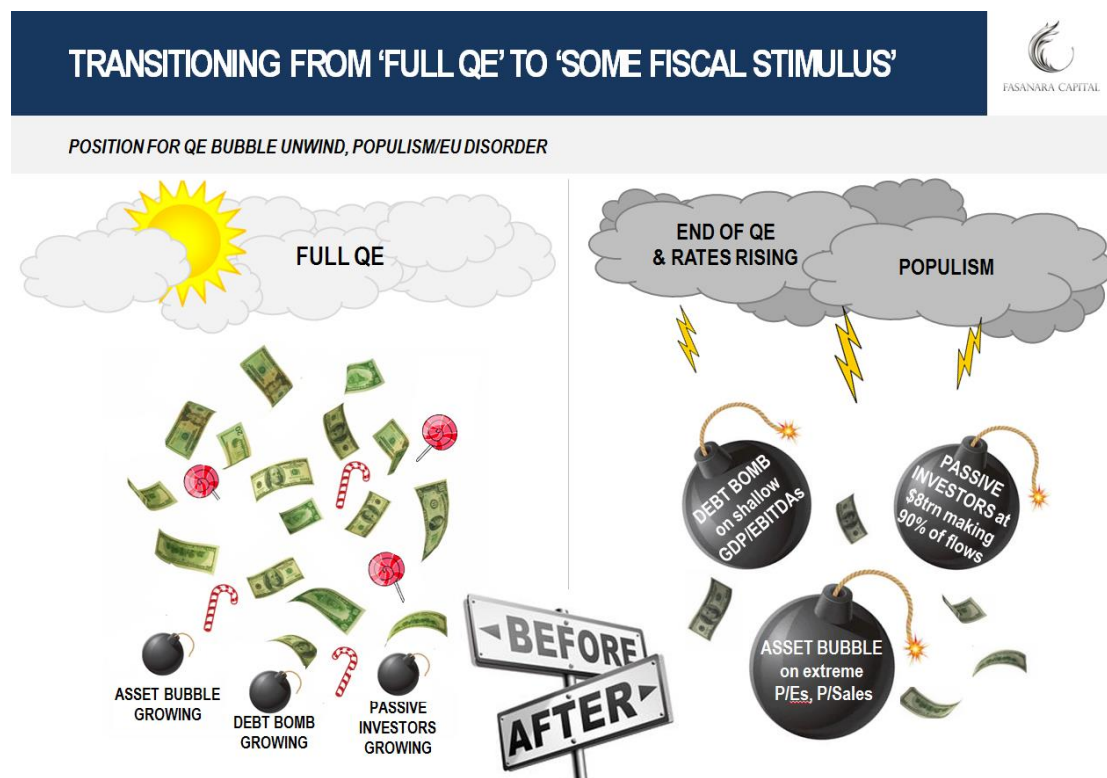 TRANSITIONING FROM ‘FULL QE’ TO ‘SOME FISCAL STIMULUS’
FASANARA CAPITAL
POSITION FOR QE BUBBLE UNWIND, POPULISM/EU DISORDER
FULL QE
ASSET BUBBLE
GROWING
DEBT BOMB
GROWING
PASSIVE
INVESTORS
GROWING
BEFORE
AFTER
END OF QE
& RATES RISING
POPULISM
DEBT BOMB
on shallow
GDP/EBITDAs
PASSIVE
INVESTORS at
$8trn making
90% of flows
ASSET BUBBLE
on extreme
P/Es, P/Sales